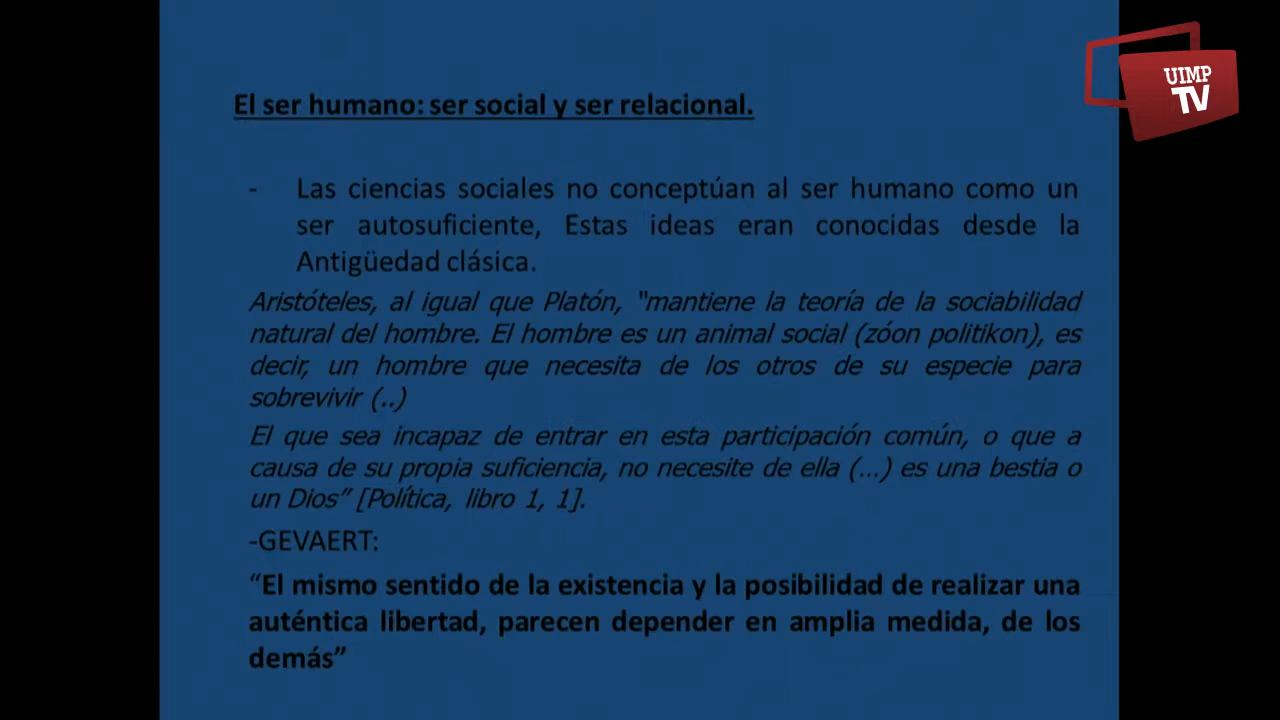 UIMP
TV
El ser humano: ser social y ser relacional.
- Las ciencias sociales no conceptúan al ser humano como un
ser autosuficiente, Estas ideas eran conocidas desde la
Antigüedad clásica.
Aristóteles, al igual que Platón, "mantiene la teoría de la sociabilidad
natural del hombre. El hombre es un animal social (zóon politikon), es
decir, un hombre que necesita de los otros de su especie para
sobrevivir (..)
El que sea incapaz de entrar en esta participación común, o que a
causa de su propia suficiencia, no necesite de ella (...) es una bestia o
un Dios” [Política, libro 1, 1].
-GEVAERT:
“El mismo sentido de la existencia y la posibilidad de realizar una
auténtica libertad, parecen depender en amplia medida, de los
demás”